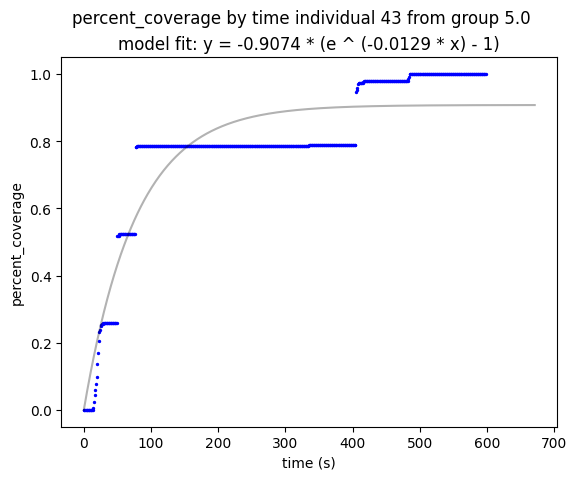 percent_coverage by time individual 43 from group 5.0
model fit: y = -0.9074 * (e ^ (-0.0129 * x) - 1)
1.0
0.8
0.6
0.4
0.2
0.0
percent_coverage
0 100 200 300 400 500 600 700
time (s)